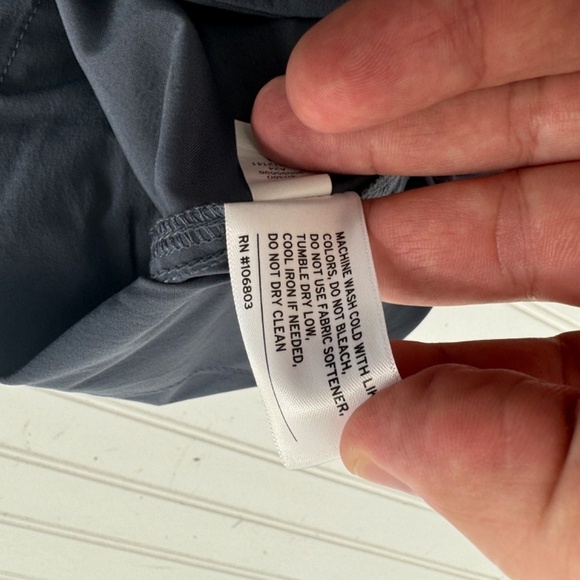 MACHINE WASH COLD WITH
COLORS, DO NOT BLEACH,
DO NOT USE FABRIC SOFTENER,
TUMBLE DRY LOW,
COOL IRON IF NEEDED,
DO NOT DRY CLEAN
RN #106803